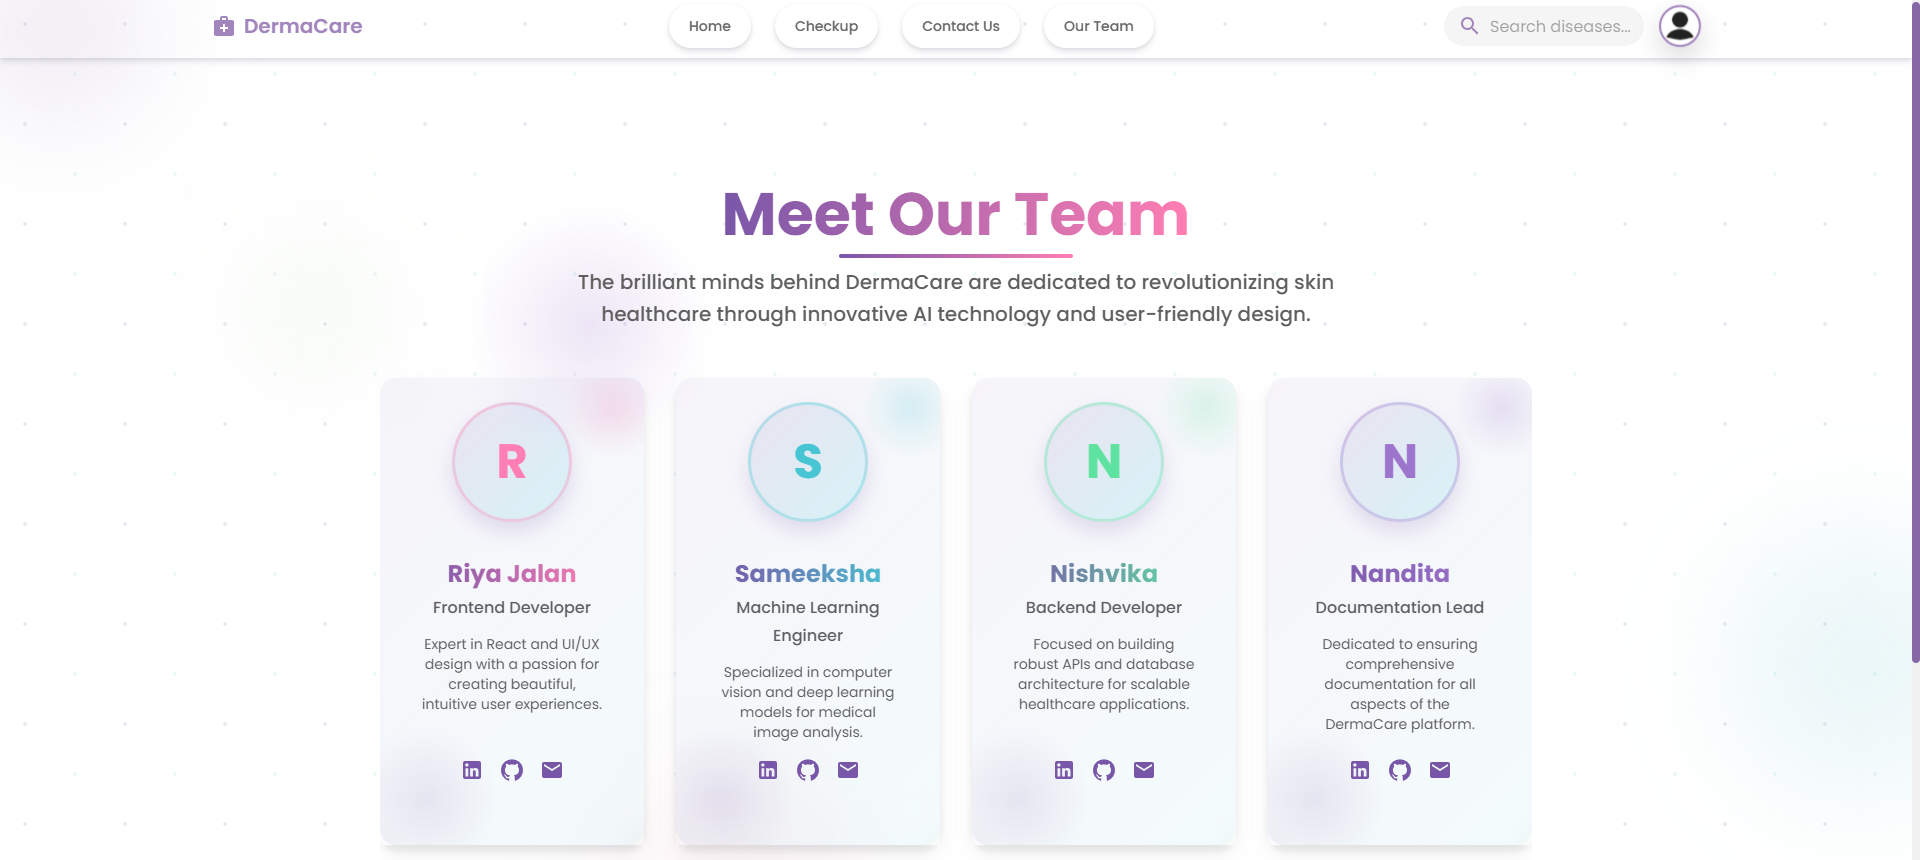 DermaCare
Home
Checkup
Contact Us
Our Team
Search diseases...
Meet Our Team
The brilliant minds behind DermaCare are dedicated to revolutionizing skin
healthcare through innovative AI technology and user-friendly design.
R
Riya Jalan
Frontend Developer
Expert in React and UI/UX
design with a passion for
creating beautiful,
intuitive user experiences.
S
Sameeksha
Machine Learning
Engineer
Specialized in computer
vision and deep learning
models for medical
image analysis.
N
Nishvika
Backend Developer
Focused on building
robust APIs and database
architecture for scalable
healthcare applications.
N
Nandita
Documentation Lead
Dedicated to ensuring
comprehensive
documentation for all
aspects of the
DermaCare platform.